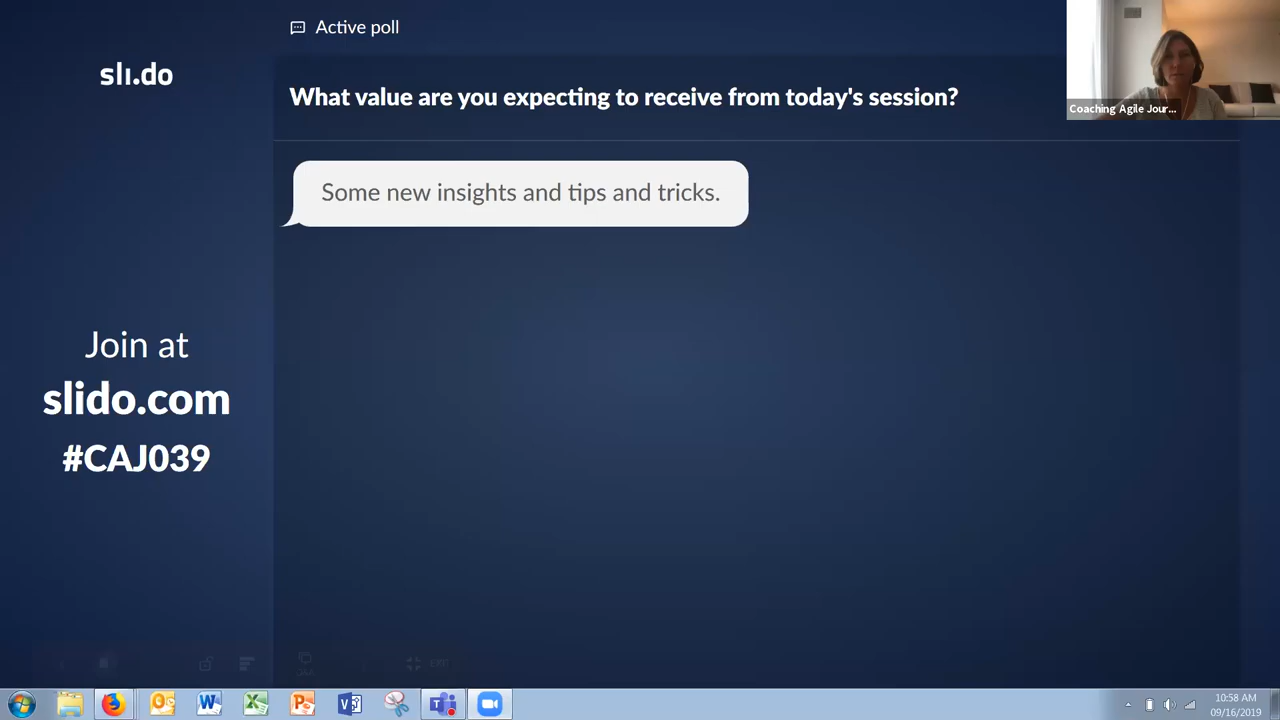 Active poll
sli.do
What value are you expecting to receive from today's session?
Coaching Agile Jour...
Some new insights and tips and tricks.
Join at
slido.com
#CAJ039
10:58 AM
09/16/2019